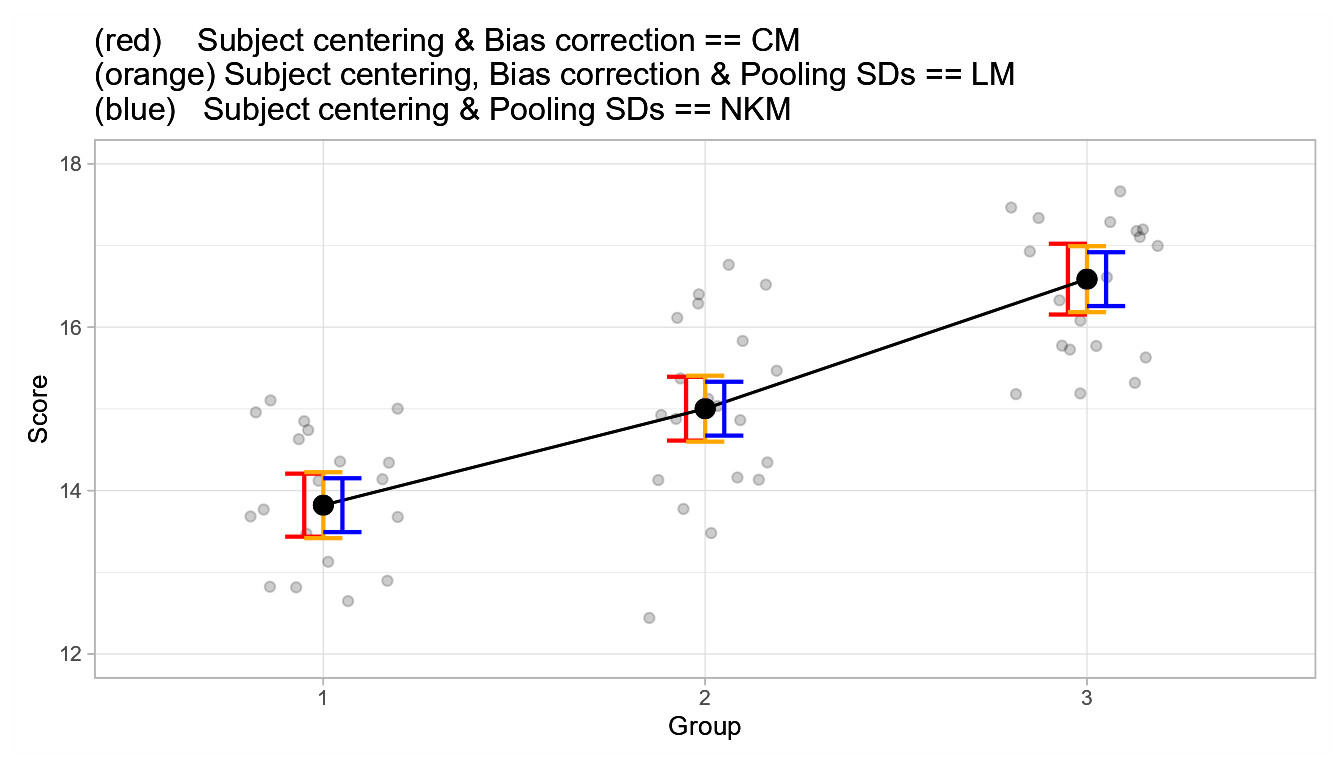 (red)    Subject centering & Bias correction == CM
(orange) Subject centering, Bias correction & Pooling SDs == LM
(blue)   Subject centering & Pooling SDs == NKM
18
16
14
12
Score
1 2 3
Group